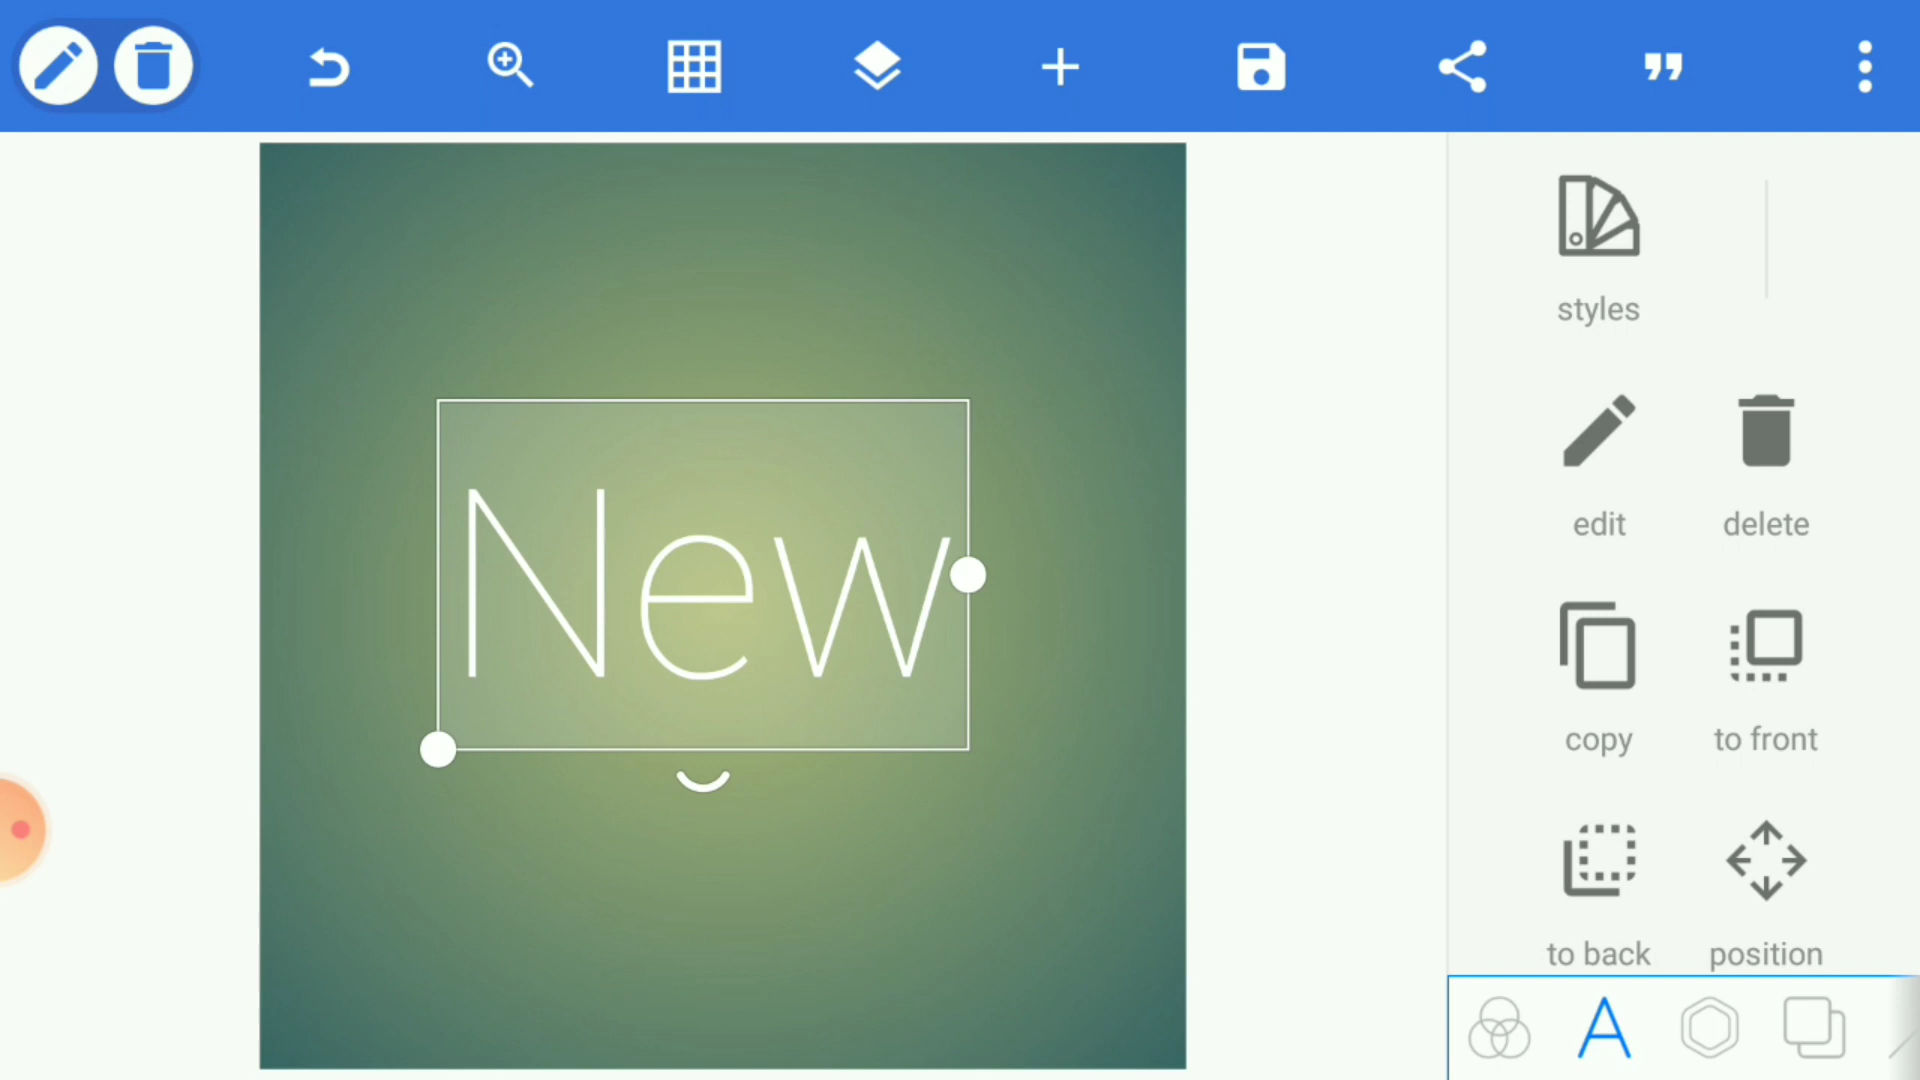 styles
New
edit
delete
copy
to front
to back
position